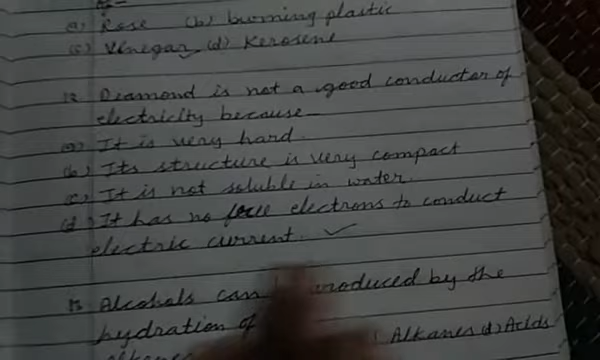 (a) Rose (b) burning plastic
(c) Vinegar (d) Kerosene
12 Diamond is not a good conductor of
electricity because—
(a) It is very hard.
(b) Its structure is very compact
(c) It is not soluble in water.
(d) It has no free electrons to conduct
electric current. ✓
Alcohals can produced by the
hydration of Alkanes (d) Acids